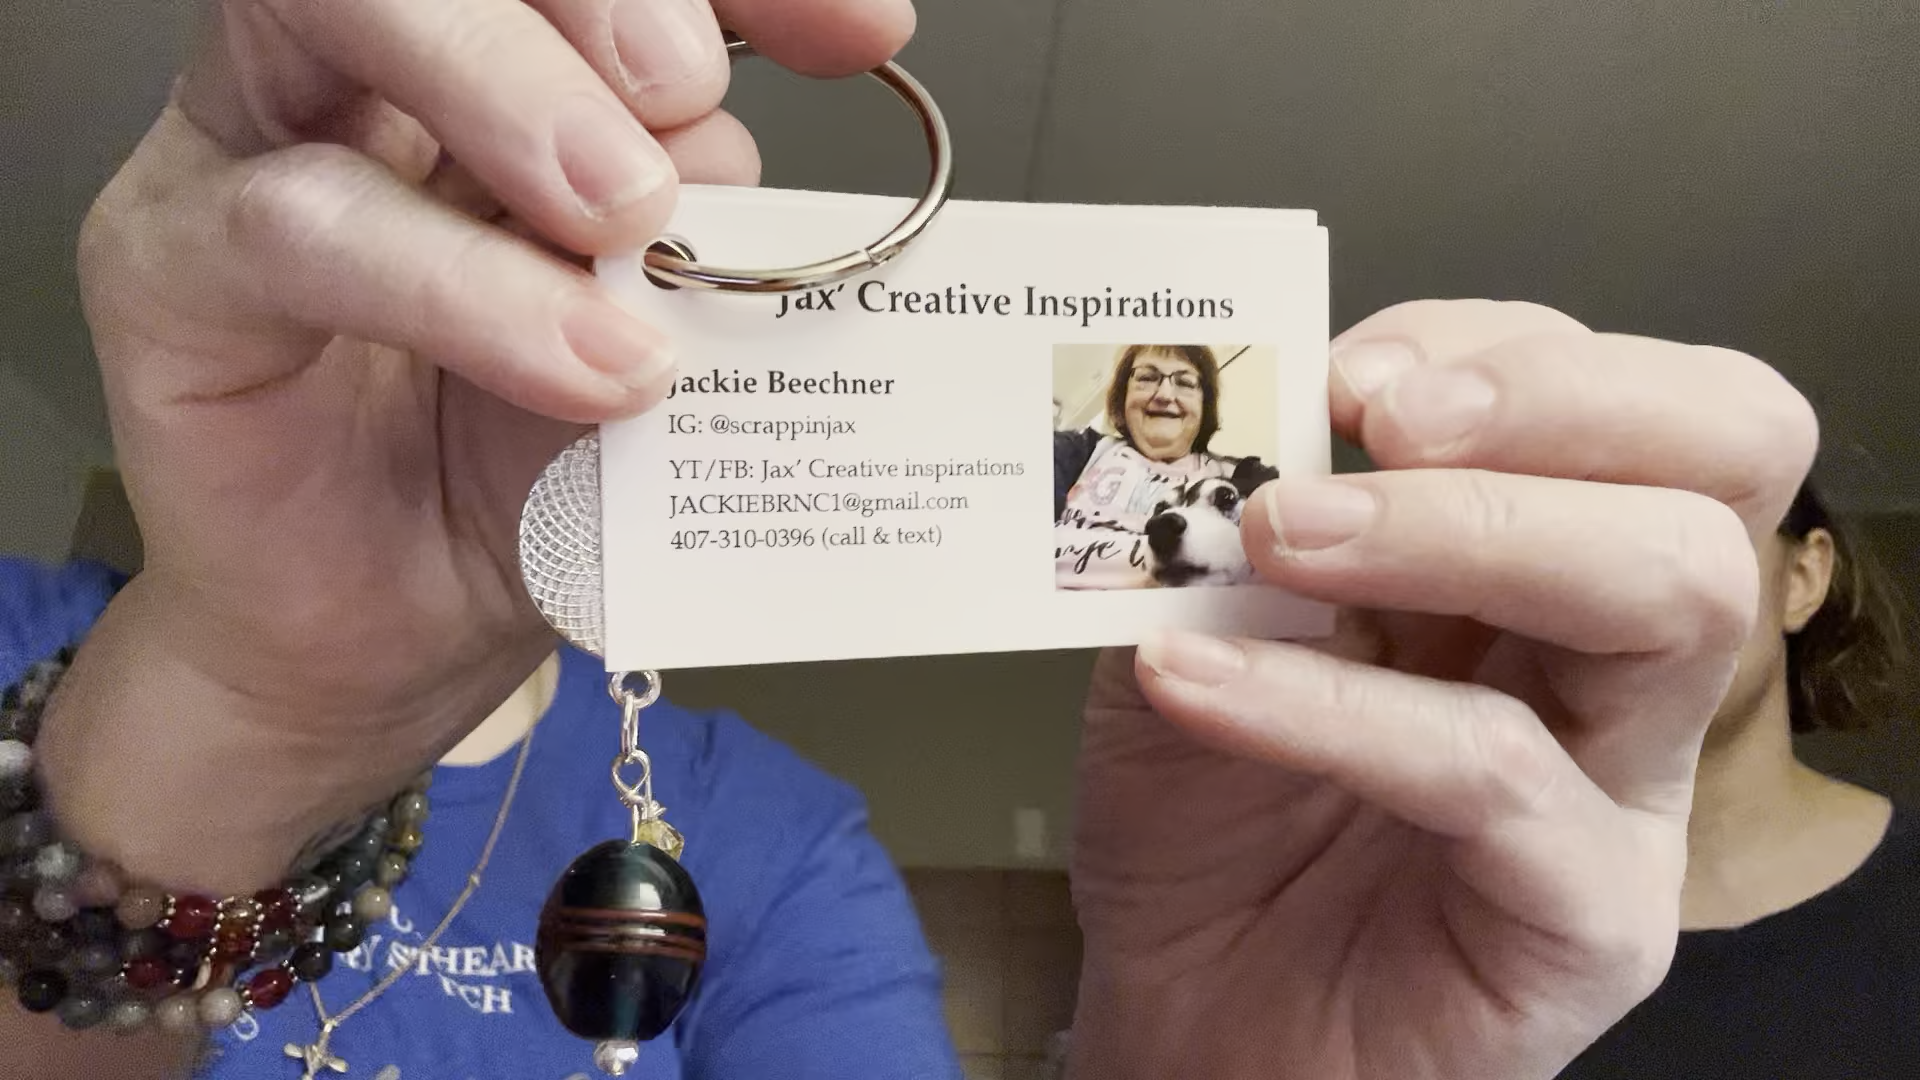 Jax' Creative Inspirations
Jackie Beechner
IG: @scrappinjax
YT/FB: Jax' Creative inspirations
JACKIEBRNC1@gmail.com
407-310-0396 (call & text)